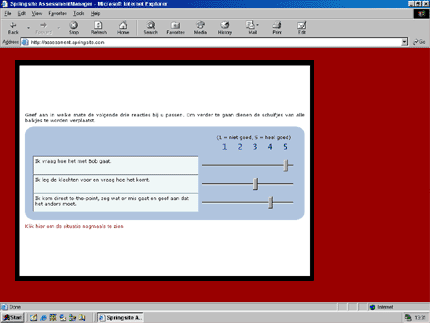 Springsite AssessmentManager - Microsoft Internet Explorer
File Edit View Favorites Tools Help
Back Stop Refresh Search Favorites Media History Mail Print Edit
Address http://assessment.springsite.com Go
Geef aan in welke mate de volgende drie reacties bij u passen. Om verder te gaan dienen de schuifjes van alle
balkjes te worden verplaatst.
(1 = niet goed, 5 = heel goed)
1 2 3 4 5
Ik vraag hoe het met Bob gaat.
Ik leg de klachten voor en vraag hoe het komt.
Ik kom direct to-the-point, zeg wat er mis gaat en geef aan dat
het anders moet.
Klik hier om de situatie nogmaals te zien
Done Internet
Start Springsite A...